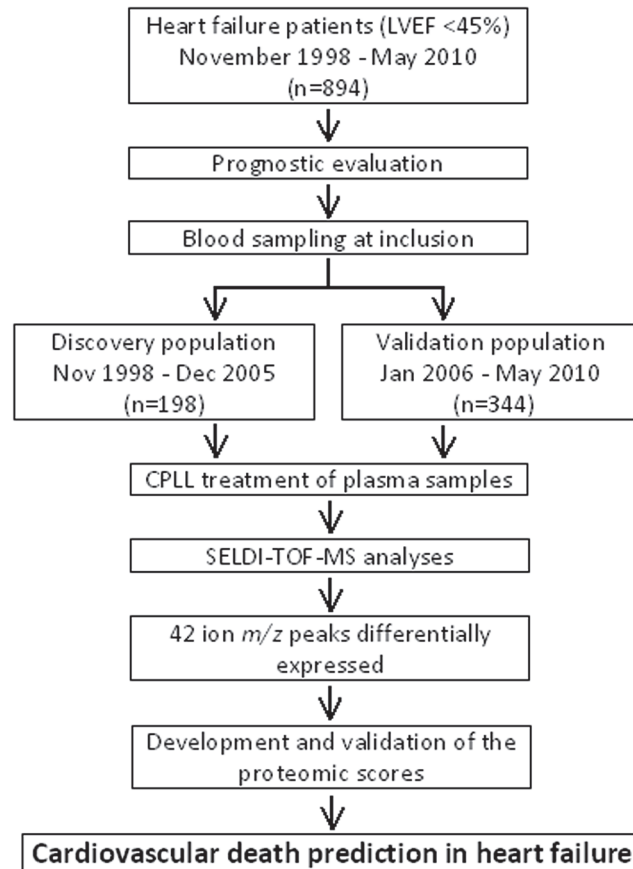 Heart failure patients (LVEF <45%)
November 1998 - May 2010
(n=894)
Prognostic evaluation
Blood sampling at inclusion
Discovery population
Nov 1998 - Dec 2005
(n=198)
Validation population
Jan 2006 - May 2010
(n=344)
CPLL treatment of plasma samples
SELDI-TOF-MS analyses
42 ion m/z peaks differentially
expressed
Development and validation of the
proteomic scores
Cardiovascular death prediction in heart failure